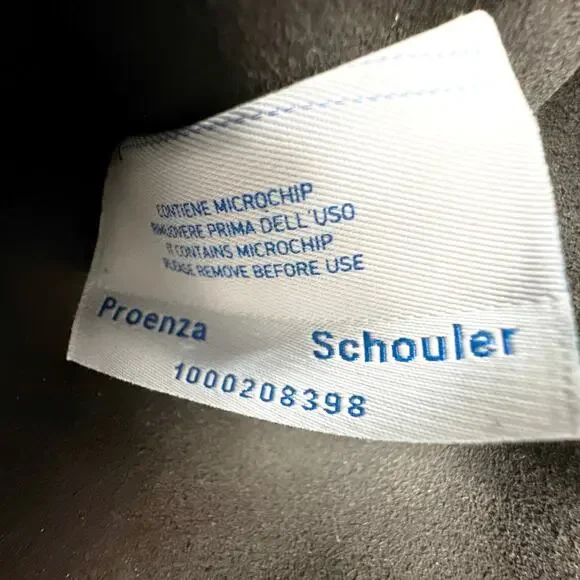 CONTIENE MICROCHIP
RIMUOVERE PRIMA DELL'USO
IT CONTAINS MICROCHIP
PLEASE REMOVE BEFORE USE
Proenza Schouler
1000208398